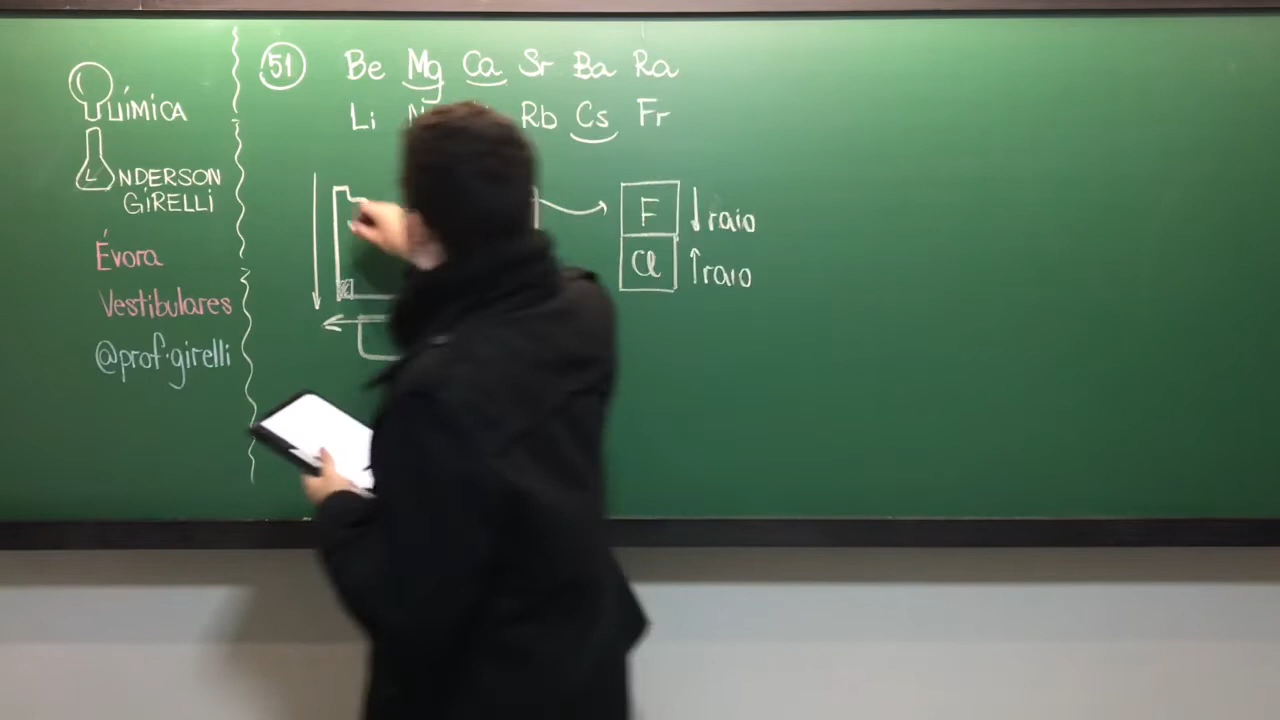 QUÍMICA
ANDERSON
GIRELLI
Évora
Vestibulares
@prof.girelli
51 Be Mg Ca Sr Ba Ra
Li Rb Cs Fr
F ↓raio
Cl ↑raio